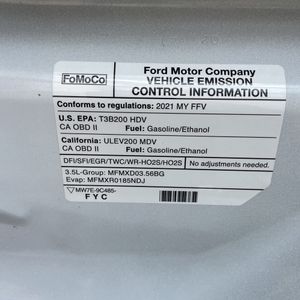 FoMoCo
Ford Motor Company
VEHICLE EMISSION
CONTROL INFORMATION
Conforms to regulations: 2021 MY FFV
U.S. EPA: T3B200 HDV
CA OBD II Fuel: Gasoline/Ethanol
California: ULEV200 MDV
CA OBD II Fuel: Gasoline/Ethanol
DFI/SFI/EGR/TWC/WR-HO2S/HO2S No adjustments needed.
3.5L-Group: MFMXD03.56BG
Evap: MFMXR0185NDJ
MW7E-9C485-
FYC